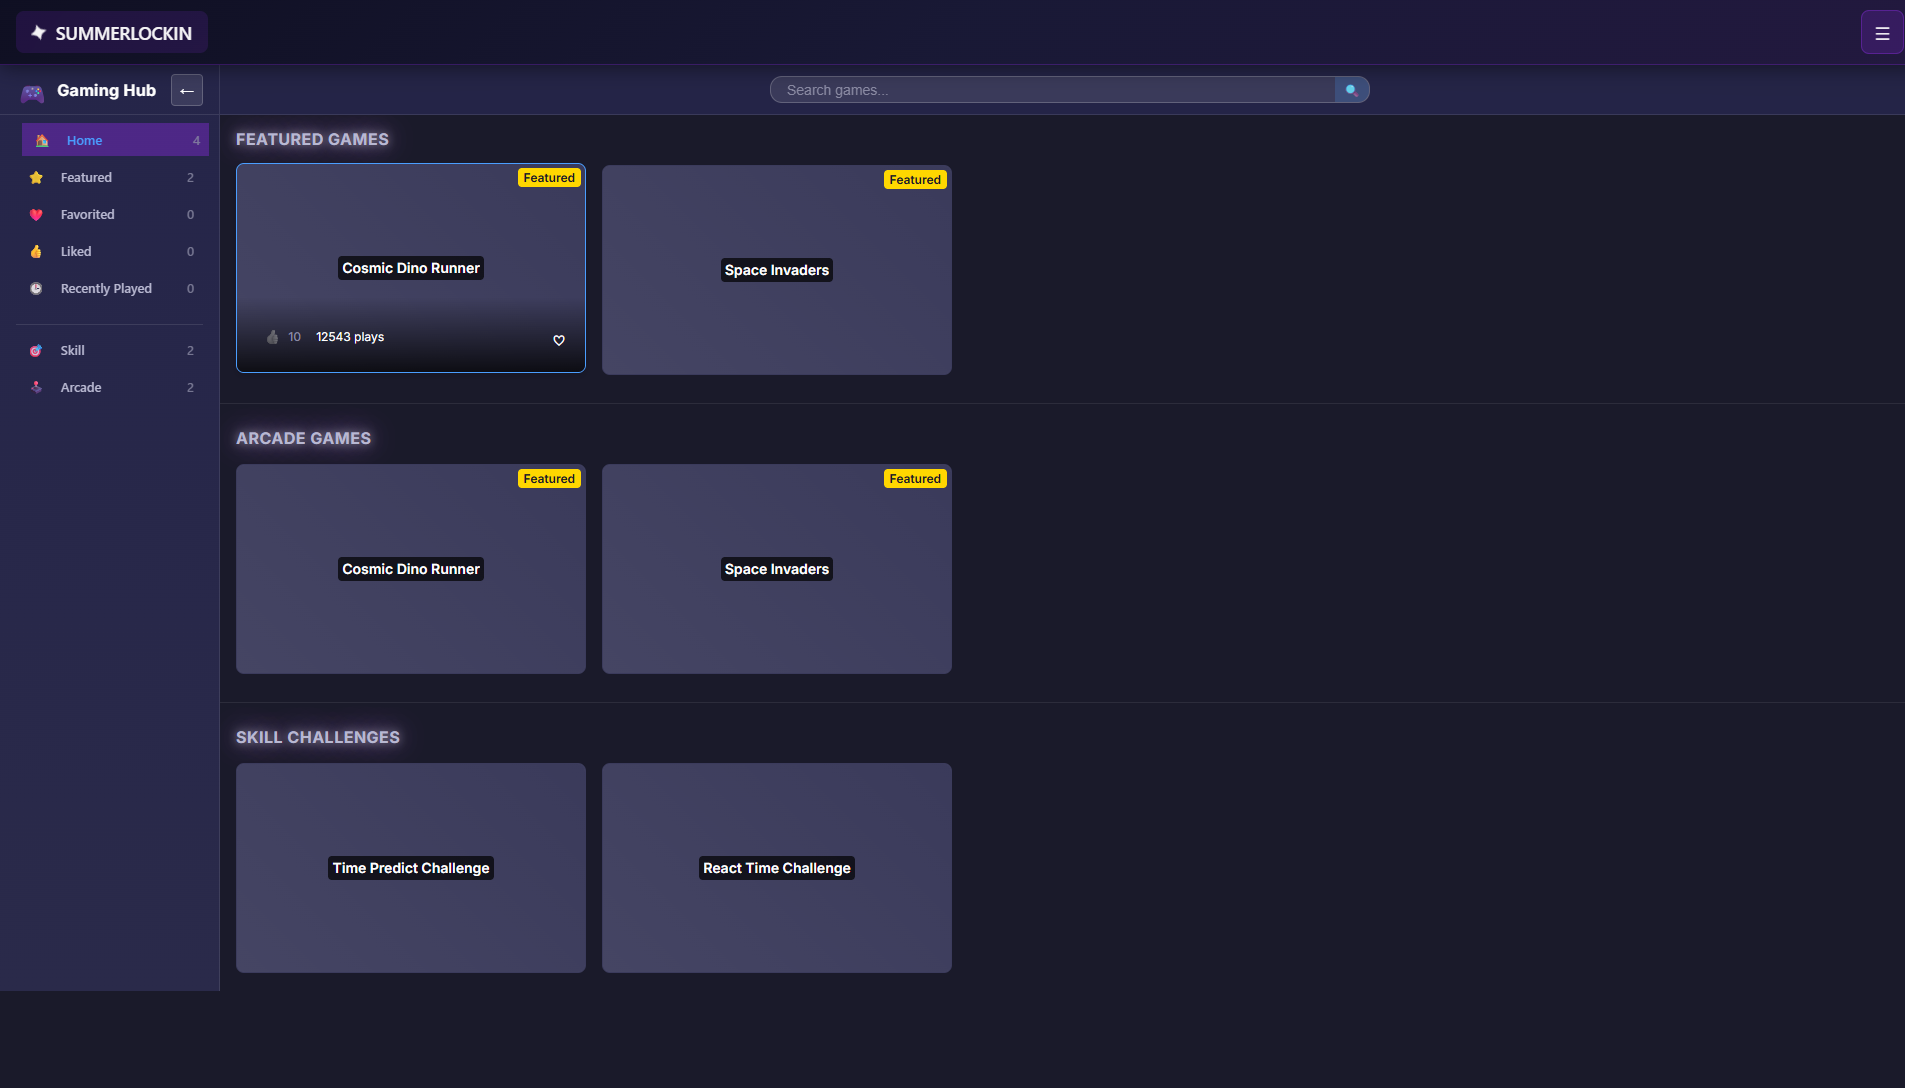 SUMMERLOCKIN
☰
Gaming Hub
←
Search games...
Home 4
Featured 2
Favorited 0
Liked 0
Recently Played 0
Skill 2
Arcade 2
FEATURED GAMES
Featured
Cosmic Dino Runner
10 12543 plays
Featured
Space Invaders
ARCADE GAMES
Featured
Cosmic Dino Runner
Featured
Space Invaders
SKILL CHALLENGES
Time Predict Challenge
React Time Challenge